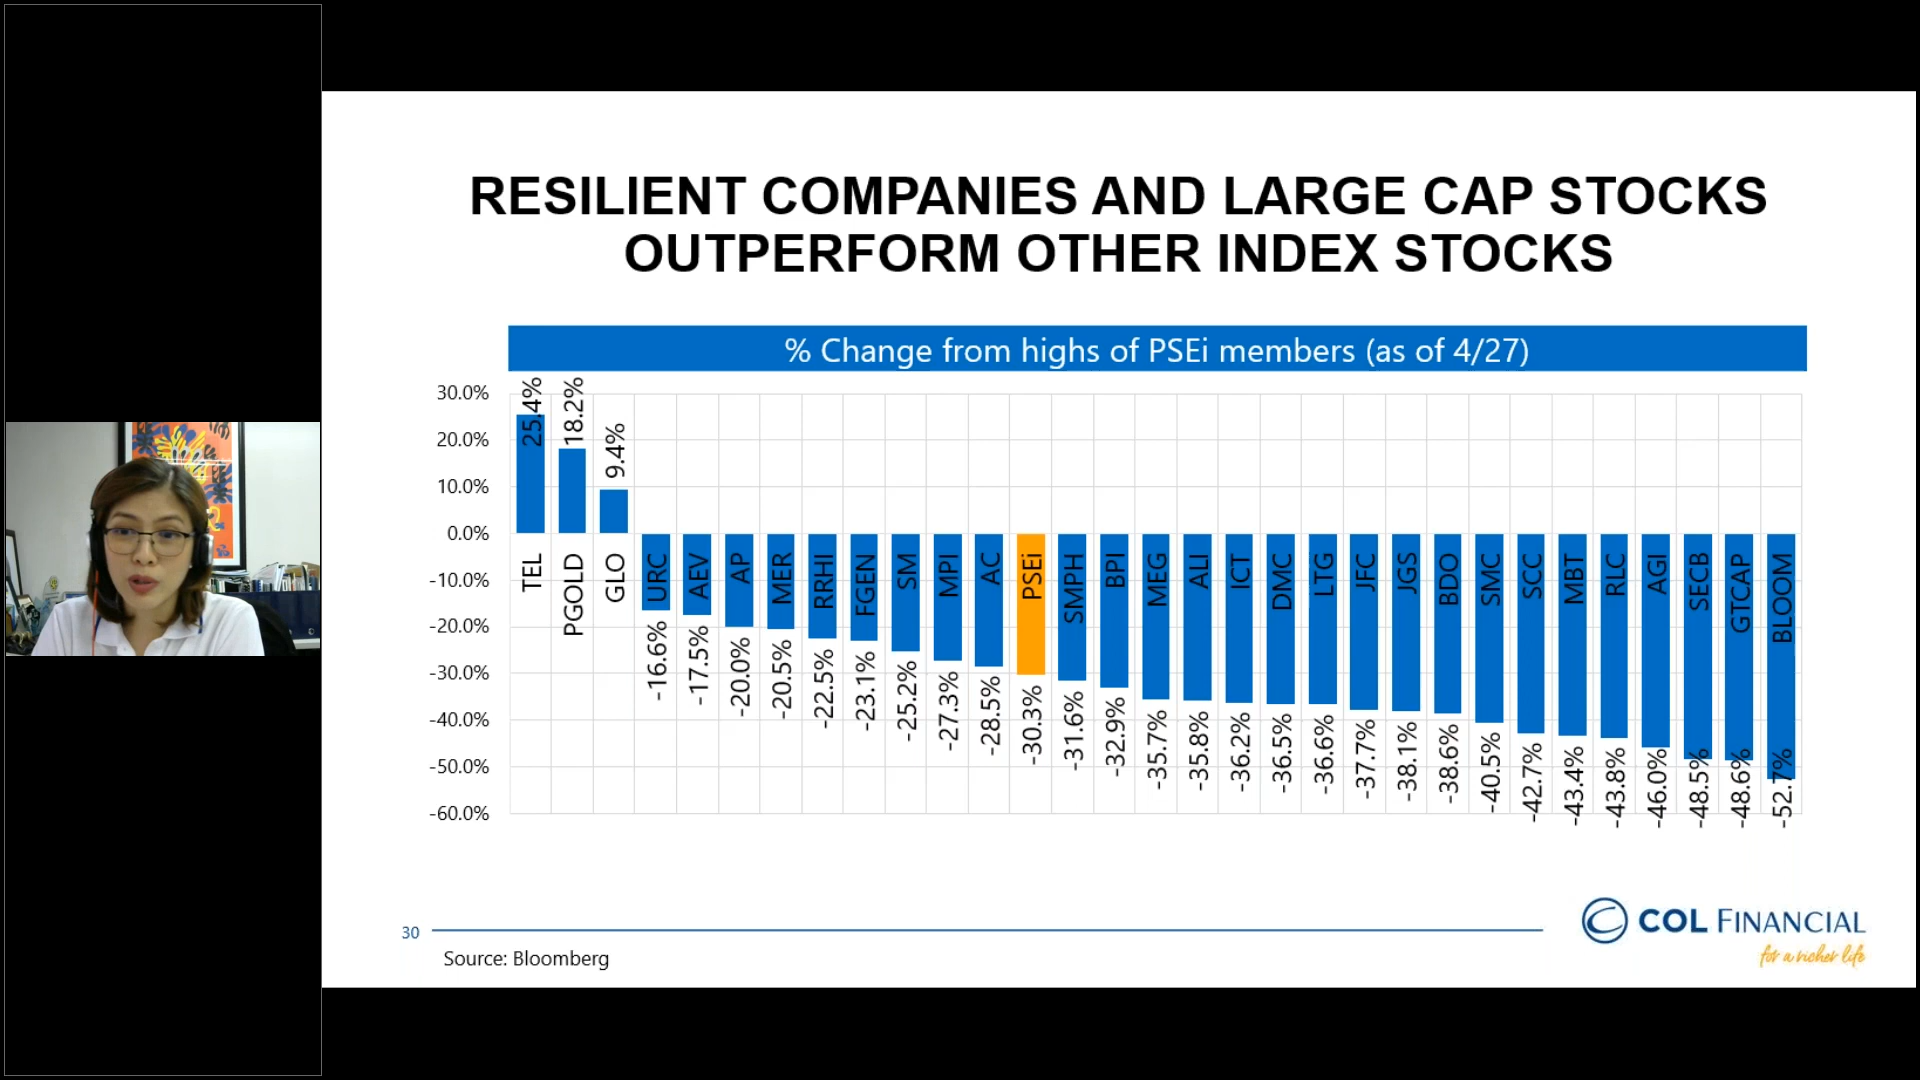 RESILIENT COMPANIES AND LARGE CAP STOCKS
OUTPERFORM OTHER INDEX STOCKS
% Change from highs of PSEi members (as of 4/27)
30.0%
20.0%
10.0%
0.0%
-10.0%
-20.0%
-30.0%
-40.0%
-50.0%
-60.0%
25.4%
18.2%
9.4%
TEL
PGOLD
GLO
URC
AEV
AP
MER
RRHI
FGEN
SM
MPI
AC
PSEi
SMPH
BPI
MEG
ALI
ICT
DMC
LTG
JFC
JGS
BDO
SMC
SCC
MBT
RLC
AGI
SECB
GTCAP
BLOOM
-16.6%
-17.5%
-20.0%
-20.5%
-22.5%
-23.1%
-25.2%
-27.3%
-28.5%
-30.3%
-31.6%
-32.9%
-35.7%
-35.8%
-36.2%
-36.5%
-36.6%
-37.7%
-38.1%
-38.6%
-40.5%
-42.7%
-43.4%
-43.8%
-46.0%
-48.5%
-48.6%
-52.7%
30
Source: Bloomberg
COL FINANCIAL
for a richer life